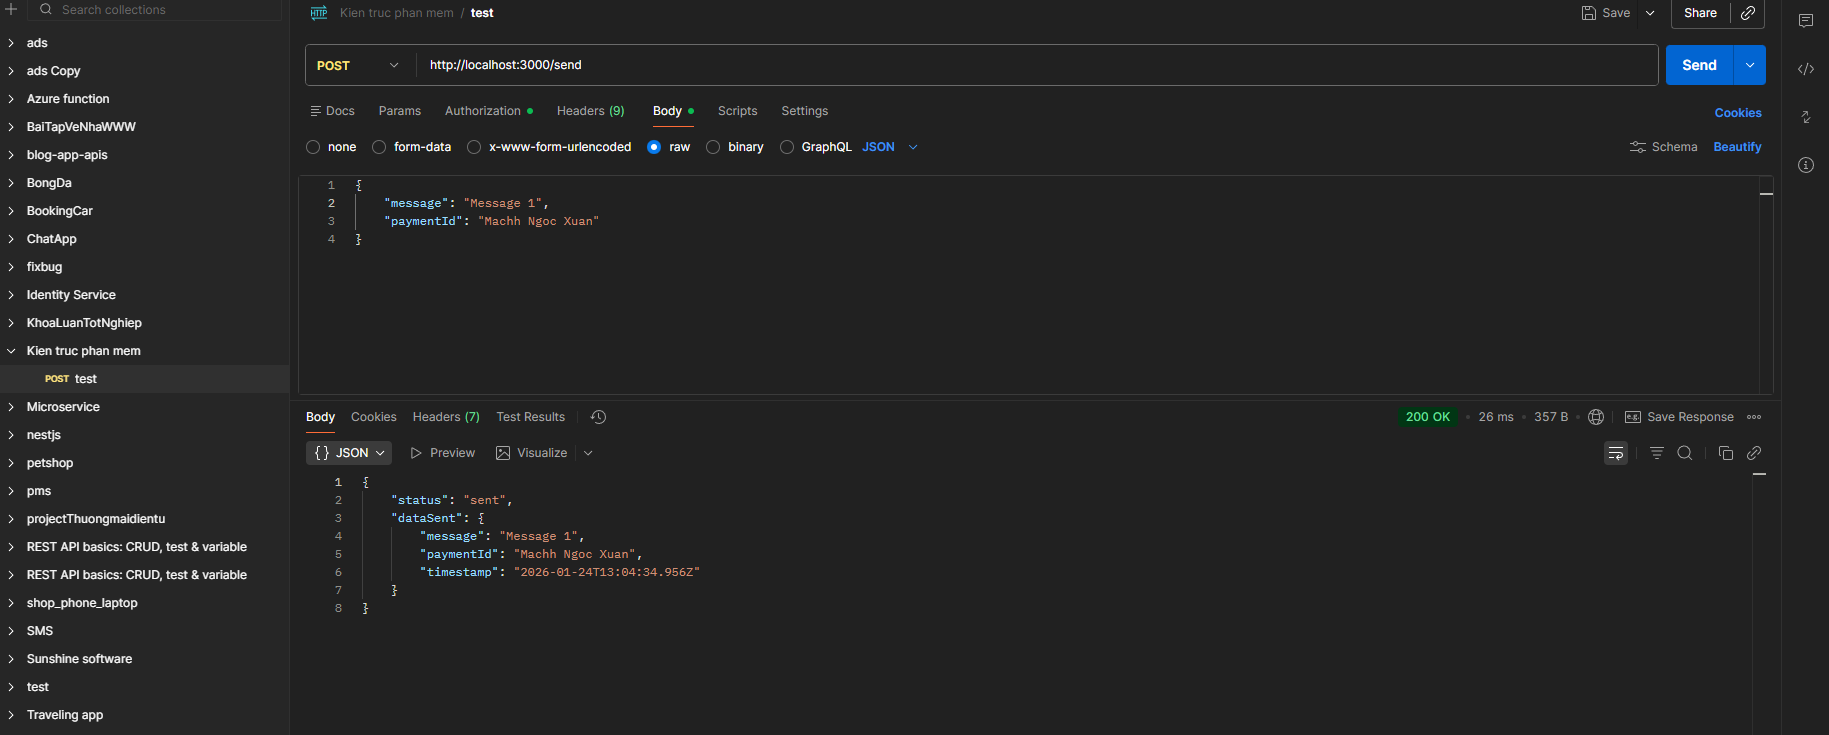 Search collections
ads
ads Copy
Azure function
BaiTapVeNhaWWW
blog-app-apis
BongDa
BookingCar
ChatApp
fixbug
Identity Service
KhoaLuanTotNghiep
Kien truc phan mem
POST test
Microservice
nestjs
petshop
pms
projectThuongmaidientu
REST API basics: CRUD, test & variable
REST API basics: CRUD, test & variable
shop_phone_laptop
SMS
Sunshine software
test
Traveling app
HTTP Kien truc phan mem / test Save Share
POST http://localhost:3000/send Send
Docs Params Authorization Headers (9) Body Scripts Settings Cookies
none form-data x-www-form-urlencoded raw binary GraphQL JSON Schema Beautify
1 {
2 "message": "Message 1",
3 "paymentId": "Machh Ngoc Xuan"
4 }
Body Cookies Headers (7) Test Results 200 OK • 26 ms • 357 B • e.g. Save Response
{} JSON Preview Visualize
1 {
2 "status": "sent",
3 "dataSent": {
4 "message": "Message 1",
5 "paymentId": "Machh Ngoc Xuan",
6 "timestamp": "2026-01-24T13:04:34.956Z"
7 }
8 }